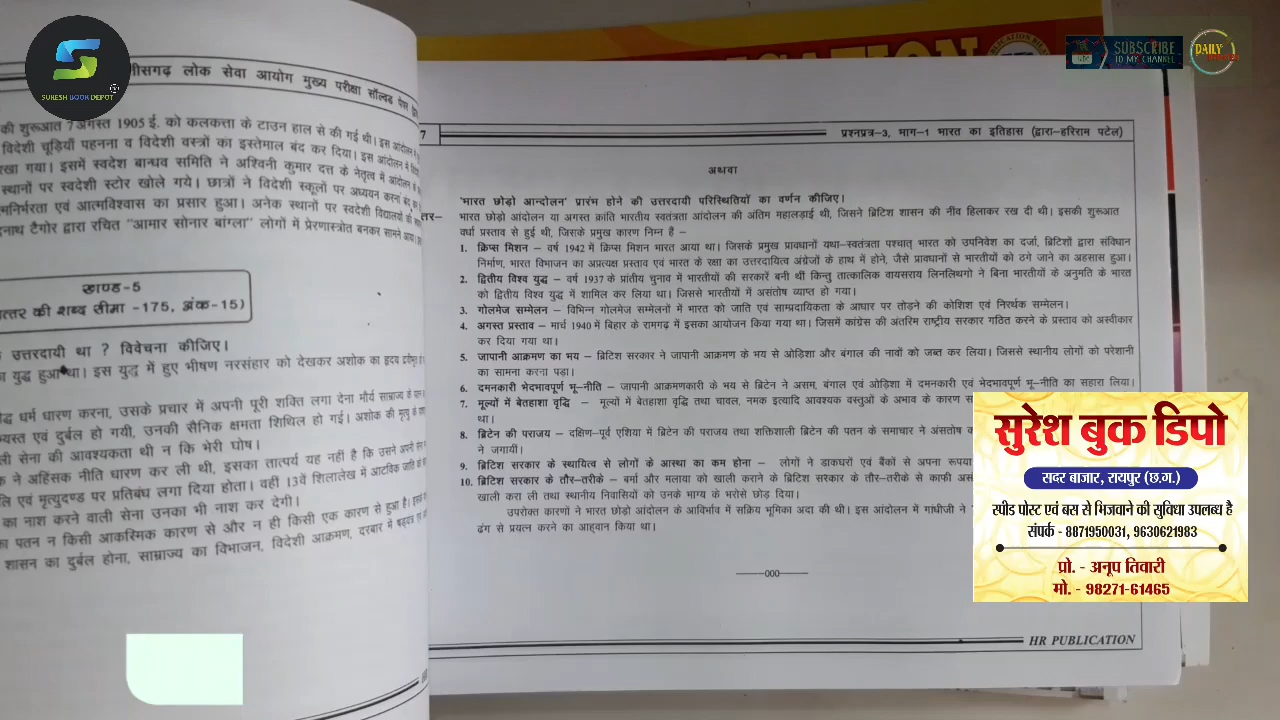 SURESH BOOK DEPOT
SUBSCRIBE
TO MY CHANNEL
DAILY
लोक सेवा आयोग मुख्य परीक्षा सॉल्वड पेपर
की शुरूआत 7 अगस्त 1905 ई. को कलकत्ता के टाउन हाल से की गई थी। इस आंदोलन में
विदेशी चूड़ियाँ पहनना व विदेशी वस्त्रों का इस्तेमाल बंद कर दिया। इस आंदोलन में
रखा गया। इसमें स्वदेश बान्धव समिति ने अश्विनी कुमार दत्त के नेतृत्व में आंदोलन
स्थानों पर स्वदेशी स्टोर खोले गये। छात्रों ने विदेशी स्कूलों पर अध्ययन करना बंद
एवं आत्मविश्वास का प्रसार हुआ। अनेक स्थानों पर स्वदेशी विद्यालयों
टैगोर द्वारा रचित "आमार सोनार बांग्ला" लोगों में प्रेरणास्त्रोत बनकर सामने आया।
खण्ड-5
की शब्द सीमा -175, अंक-15)
उत्तरदायी था ? विवेचना कीजिए।
युद्ध हुआ था। इस युद्ध में हुए भीषण नरसंहार को देखकर अशोक का हृदय
धर्म धारण करना, उसके प्रचार में अपनी पूरी शक्ति लगा देना मौर्य साम्राज्य के
एवं दुर्बल हो गयी, उनकी सैनिक क्षमता शिथिल हो गई। अशोक की मृत्यु के
सेना की आवश्यकता थी न कि भेरी घोष।
ने अहिंसक नीति धारण कर ली थी, इसका तात्पर्य यह नहीं है कि उसने अपनी
एवं मृत्युदण्ड पर प्रतिबंध लगा दिया होता। वहीं 13वें शिलालेख में आटविक जाति
का नाश करने वाली सेना उनका भी नाश कर देगी।
पतन न किसी आकस्मिक कारण से और न ही किसी एक कारण से हुआ है।
शासन का दुर्बल होना, साम्राज्य का विभाजन, विदेशी आक्रमण, दरबार में
7
प्रश्नपत्र-3, भाग-1 भारत का इतिहास (द्वारा-हरिराम पटेल)
अथवा
'भारत छोड़ो आन्दोलन' प्रारंभ होने की उत्तरदायी परिस्थितियों का वर्णन कीजिए।
भारत छोड़ो आंदोलन या अगस्त क्रांति भारतीय स्वतंत्रता आंदोलन की अंतिम महालड़ाई थी, जिसने ब्रिटिश शासन की नींव हिलाकर रख दी थी। इसकी शुरूआत
वर्धा प्रस्ताव से हुई थी, जिसके प्रमुख कारण निम्न हैं –
1. क्रिप्स मिशन – वर्ष 1942 में क्रिप्स मिशन भारत आया था। जिसके प्रमुख प्रावधानों यथा–स्वतंत्रता पश्चात् भारत को उपनिवेश का दर्जा, ब्रिटिशों द्वारा संविधान
निर्माण, भारत विभाजन का अप्रत्यक्ष प्रस्ताव एवं भारत के रक्षा का उत्तरदायित्व अंग्रेजों के हाथ में होने, जैसे प्रावधानों से भारतीयों को ठगे जाने का अहसास हुआ।
2. द्वितीय विश्व युद्ध – वर्ष 1937 के प्रांतीय चुनाव में भारतीयों की सरकारें बनी थीं किन्तु तात्कालिक वायसराय लिनलिथगो ने बिना भारतीयों के अनुमति के भारत
को द्वितीय विश्व युद्ध में शामिल कर लिया था। जिससे भारतीयों में असंतोष व्याप्त हो गया।
3. गोलमेज सम्मेलन – विभिन्न गोलमेज सम्मेलनों में भारत को जाति एवं साम्प्रदायिकता के आधार पर तोड़ने की कोशिश एवं निरर्थक सम्मेलन।
4. अगस्त प्रस्ताव – मार्च 1940 में बिहार के रामगढ़ में इसका आयोजन किया गया था। जिसमें कांग्रेस की अंतरिम राष्ट्रीय सरकार गठित करने के प्रस्ताव को अस्वीकार
कर दिया गया था।
5. जापानी आक्रमण का भय – ब्रिटिश सरकार ने जापानी आक्रमण के भय से ओडिशा और बंगाल की नावों को जब्त कर लिया। जिससे स्थानीय लोगों को परेशानी
का सामना करना पड़ा।
6. दमनकारी भेदभावपूर्ण भू–नीति – जापानी आक्रमणकारी के भय से ब्रिटेन ने असम, बंगाल एवं ओड़िशा में दमनकारी एवं भेदभावपूर्ण भू–नीति का सहारा लिया।
7. मूल्यों में बेतहाशा वृद्धि – मूल्यों में बेतहाशा वृद्धि तथा चावल, नमक इत्यादि आवश्यक वस्तुओं के अभाव के कारण
था।
8. ब्रिटेन की पराजय – दक्षिण–पूर्व एशिया में ब्रिटेन की पराजय तथा शक्तिशाली ब्रिटेन की पतन के समाचार ने अंसतोष
ने जगायीं।
9. ब्रिटिश सरकार के स्थायित्व से लोगों के आस्था का कम होना – लोगों ने डाकघरों एवं बैंकों से अपना रूपया
10. ब्रिटिश सरकार के तौर–तरीके – बर्मा और मलाया को खाली कराने के ब्रिटिश सरकार के तौर–तरीके से काफी
खाली करा ली तथा स्थानीय निवासियों को उनके भाग्य के भरोसे छोड़ दिया।
उपरोक्त कारणों ने भारत छोड़ो आंदोलन के आविर्भाव में सक्रिय भूमिका अदा की थी। इस आंदोलन में गांधीजी ने
ढंग से प्रयत्न करने का आह्वान किया था।
——000——
HR PUBLICATION
सुरेश बुक डिपो
सदर बाजार, रायपुर (छ.ग.)
स्पीड पोस्ट एवं बस से भिजवाने की सुविधा उपलब्ध है
संपर्क - 8871950031, 9630621983
प्रो. - अनूप तिवारी
मो. - 98271-61465